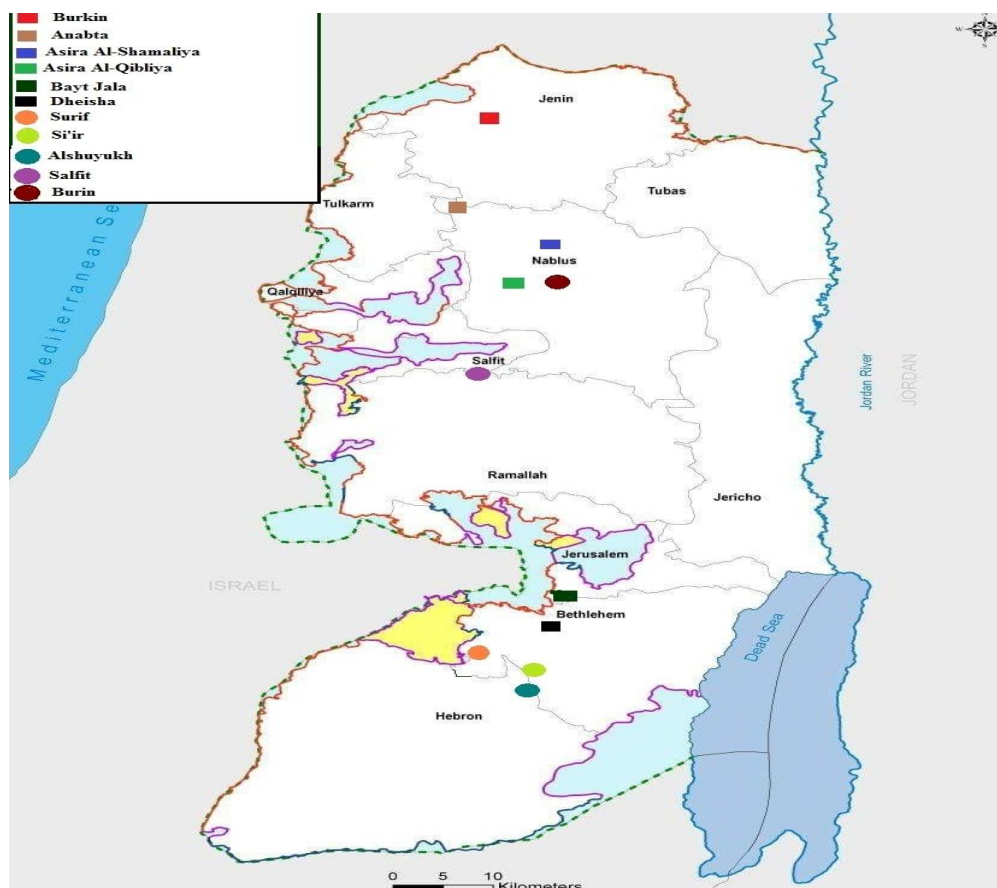 Burkin
Anabta
Asira Al-Shamaliya
Asira Al-Qibliya
Bayt Jala
Dheisha
Surif
Si'ir
Alshuyukh
Salfit
Burin
Jenin
Tubas
Tulkarm
Nablus
Qalqiliya
Mediterranean Se
Salfit
Jordan River
JORDAN
Ramallah
Jericho
Jerusalem
ISRAEL
Bethlehem
Dead Sea
Hebron
0 5 10
Kilometers